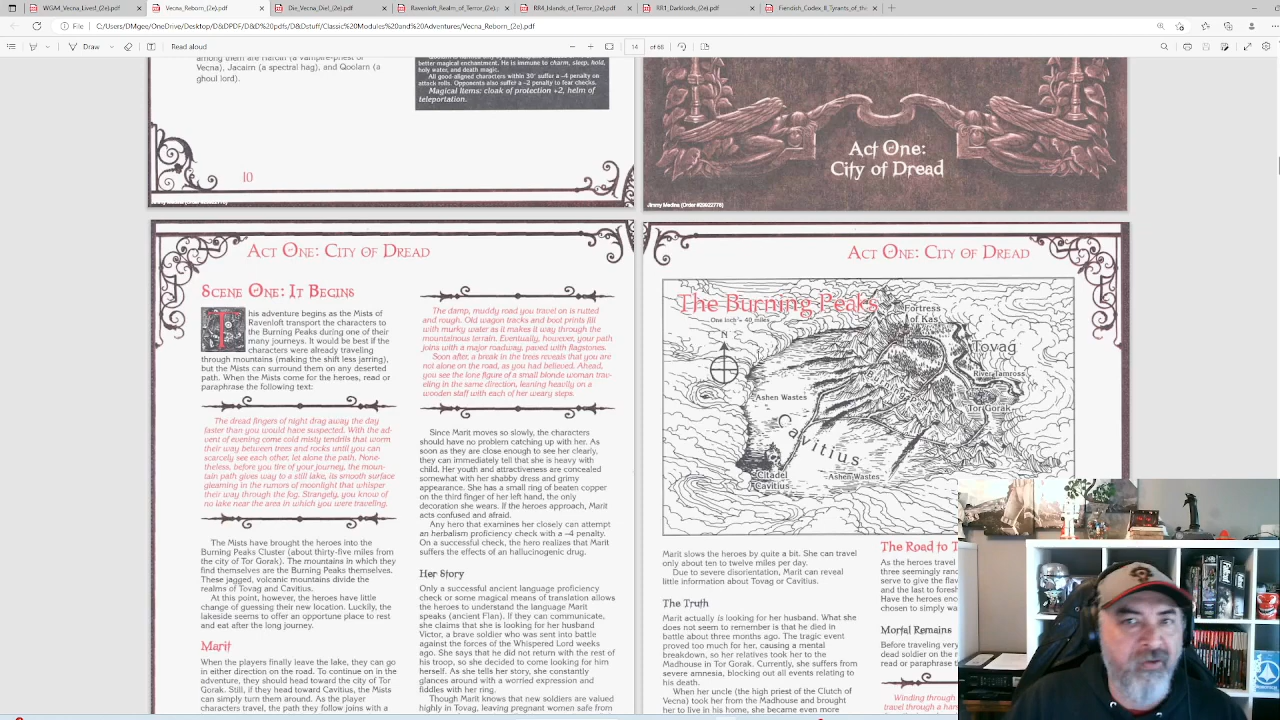 WGM_Vecna_Lives!_(2e).pdf
Vecna_Reborn_(2e).pdf
Die_Vecna_Die!.pdf
Ravenloft_Realm_of_Terror_(2e).p
RR4_Islands_of_Terror_(2e).pdf
RR1_Darklords_(2e).pdf
Fiendish_Codex_II_Tyrants_of_th
File
C:/Users/DMgee/OneDrive/Desktop/D&DPDF/D&D%20pdfs/D&Dstuff/Classic%20Modules%20and%20Adventures/Vecna_Reborn_(2e).pdf
Draw
Read aloud
14
of 68
among them are Haroln (a vampire-priest of
Vecna), Jacairn (a spectral hag), and Qoolarn (a
ghoul lord).
10
better magical enchantment. He is immune to charm, sleep, hold,
holy water, and death magic.
All good-aligned characters within 30' suffer a –4 penalty on
attack rolls. Opponents also suffer a –2 penalty to fear checks.
Magical Items: cloak of protection +2, helm of
teleportation.
Act One:
City of Dread
Jimmy Medina (Order #29922776)
Act One: City of Dread
Scene One: It Begins
This adventure begins as the Mists of
Ravenloft transport the characters to
the Burning Peaks during one of their
many journeys. It would be best if the
characters were already traveling
through mountains (making the shift less jarring),
but the Mists can surround them on any deserted
path. When the Mists come for the heroes, read or
paraphrase the following text:
The dread fingers of night drag away the day
faster than you would have suspected. With the ad-
vent of evening come cold misty tendrils that worm
their way between trees and rocks until you can
scarcely see each other, let alone the path. None-
theless, before you tire of your journey, the moun-
tain path gives way to a still lake, its smooth surface
gleaming in the rumors of moonlight that whisper
their way through the fog. Strangely, you know of
no lake near the area in which you were traveling.
The Mists have brought the heroes into the
Burning Peaks Cluster (about thirty-five miles from
the city of Tor Gorak). The mountains in which they
find themselves are the Burning Peaks themselves.
These jagged, volcanic mountains divide the
realms of Tovag and Cavitius.
At this point, however, the heroes have little
chance of guessing their new location. Luckily, the
lakeside seems to offer an opportune place to rest
and eat after the long journey.
Marit
When the players finally leave the lake, they can go
in either direction on the road. To continue on in the
adventure, they should head toward the city of Tor
Gorak. Still, if they head toward Cavitius, the Mists
can simply turn them around. As the player
characters travel, the path they follow joins with a
The damp, muddy road you travel on is rutted
and rough. Old wagon tracks and boot prints fill
with murky water as it makes it way through the
mountainous terrain. Eventually, however, your path
joins with a major roadway, paved with flagstones.
Soon after, a break in the trees reveals that you are
not alone on the road, as you had believed. Ahead,
you see the lone figure of a small blonde woman trav-
eling in the same direction, leaning heavily on a
wooden staff with each of her weary steps.
Since Marit moves so slowly, the characters
should have no problem catching up with her. As
soon as they are close enough to see her clearly,
they can immediately tell that she is heavy with
child. Her youth and attractiveness are concealed
somewhat with her shabby dress and grimy
appearance. She has a small ring of beaten copper
on the third finger of her left hand, the only
decoration she wears. If the heroes approach, Marit
acts confused and afraid.
Any hero that examines her closely can attempt
an herbalism proficiency check with a –4 penalty.
On a successful check, the hero realizes that Marit
suffers the effects of an hallucinogenic drug.
Her Story
Only a successful ancient language proficiency
check or some magical means of translation allows
the heroes to understand the language Marit
speaks (ancient Flan). If they can communicate,
she claims that she is looking for her husband
Victor, a brave soldier who was sent into battle
against the forces of the Whispered Lord weeks
ago. She says that he did not return with the rest of
his troop, so she decided to come looking for him
herself. As she tells her story, she constantly
glances around with a worried expression and
fiddles with her ring.
Though Marit knows that new soldiers are valued
highly in Tovag, leaving pregnant women safe from
Act One: City of Dread
The Burning Peaks
One inch = 40 miles
N
Fortress
of Kas
Tovag
River Tamross
Tor Gorak
Ashen Wastes
Cavitius
Citadel
Cavitius
Ashen Wastes
Marit slows the heroes by quite a bit. She can travel
only about ten to twelve miles per day.
Due to severe disorientation, Marit can reveal
little information about Tovag or Cavitius.
The Truth
Marit actually is looking for her husband. What she
does not seem to remember is that he died in
battle about three months ago. The tragic event
proved too much for her, causing a mental
breakdown, so her relatives took her to the
Madhouse in Tor Gorak. Currently, she suffers from
severe amnesia, blocking out all events relating to
his death.
When her uncle (the high priest of the Clutch of
Vecna) took her from the Madhouse and brought
her to live in his home, she became even more
The Road to T
As the heroes travel
three seemingly ran
serve to give the fla
and the last to fores
Have the heroes en
chosen to simply wa
Mortal Remains
Before traveling very
dead soldier on the r
read or paraphrase t
Winding through
travel through a har